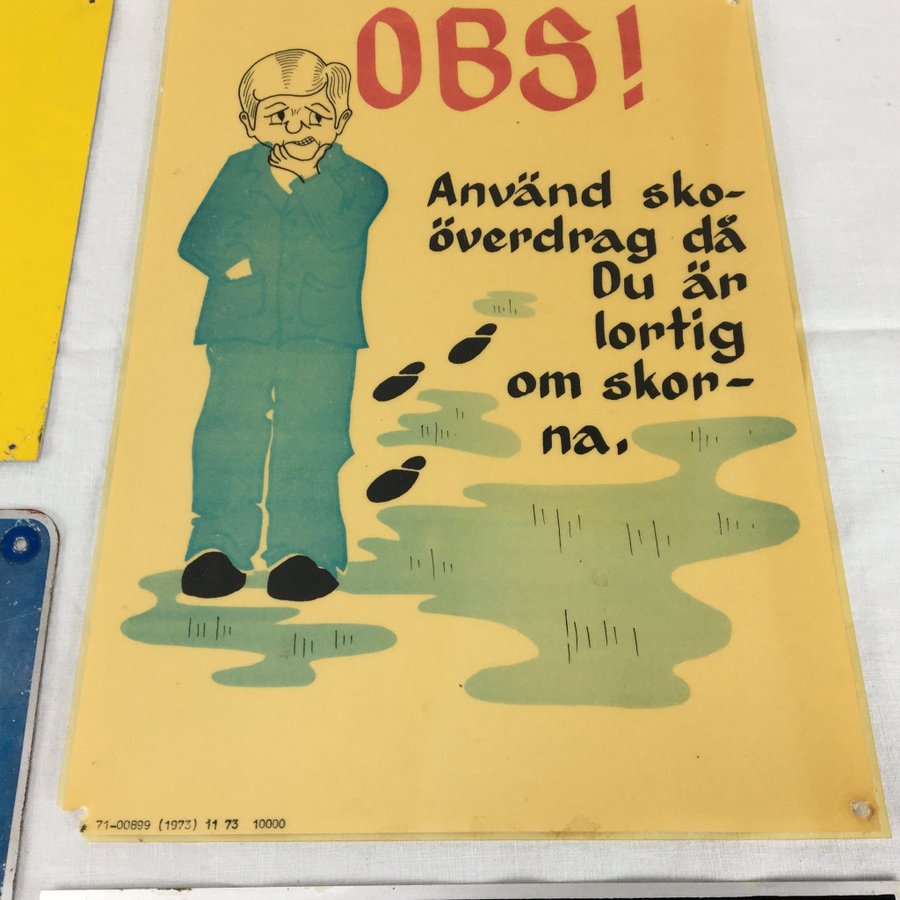 OBS!
Använd sko-
överdrag då
Du är
lortig
om skor-
na.
71-00899 (1973) 11 73 10000